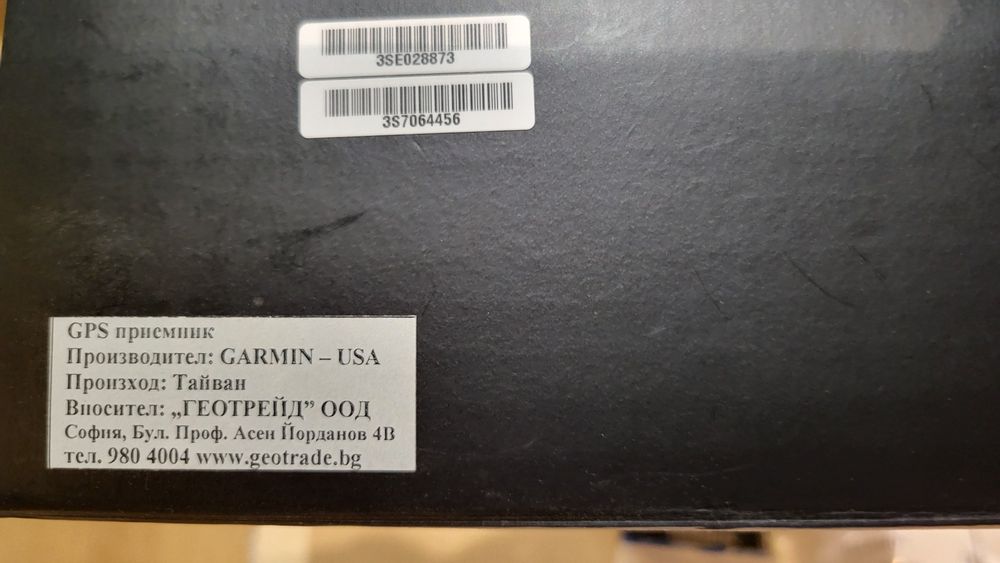 3SE028873
3S7064456
GPS приемник
Производител: GARMIN – USA
Произход: Тайван
Вносител: „ГЕОТРЕЙД” ООД
София, Бул. Проф. Асен Йорданов 4В
тел. 980 4004 www.geotrade.bg